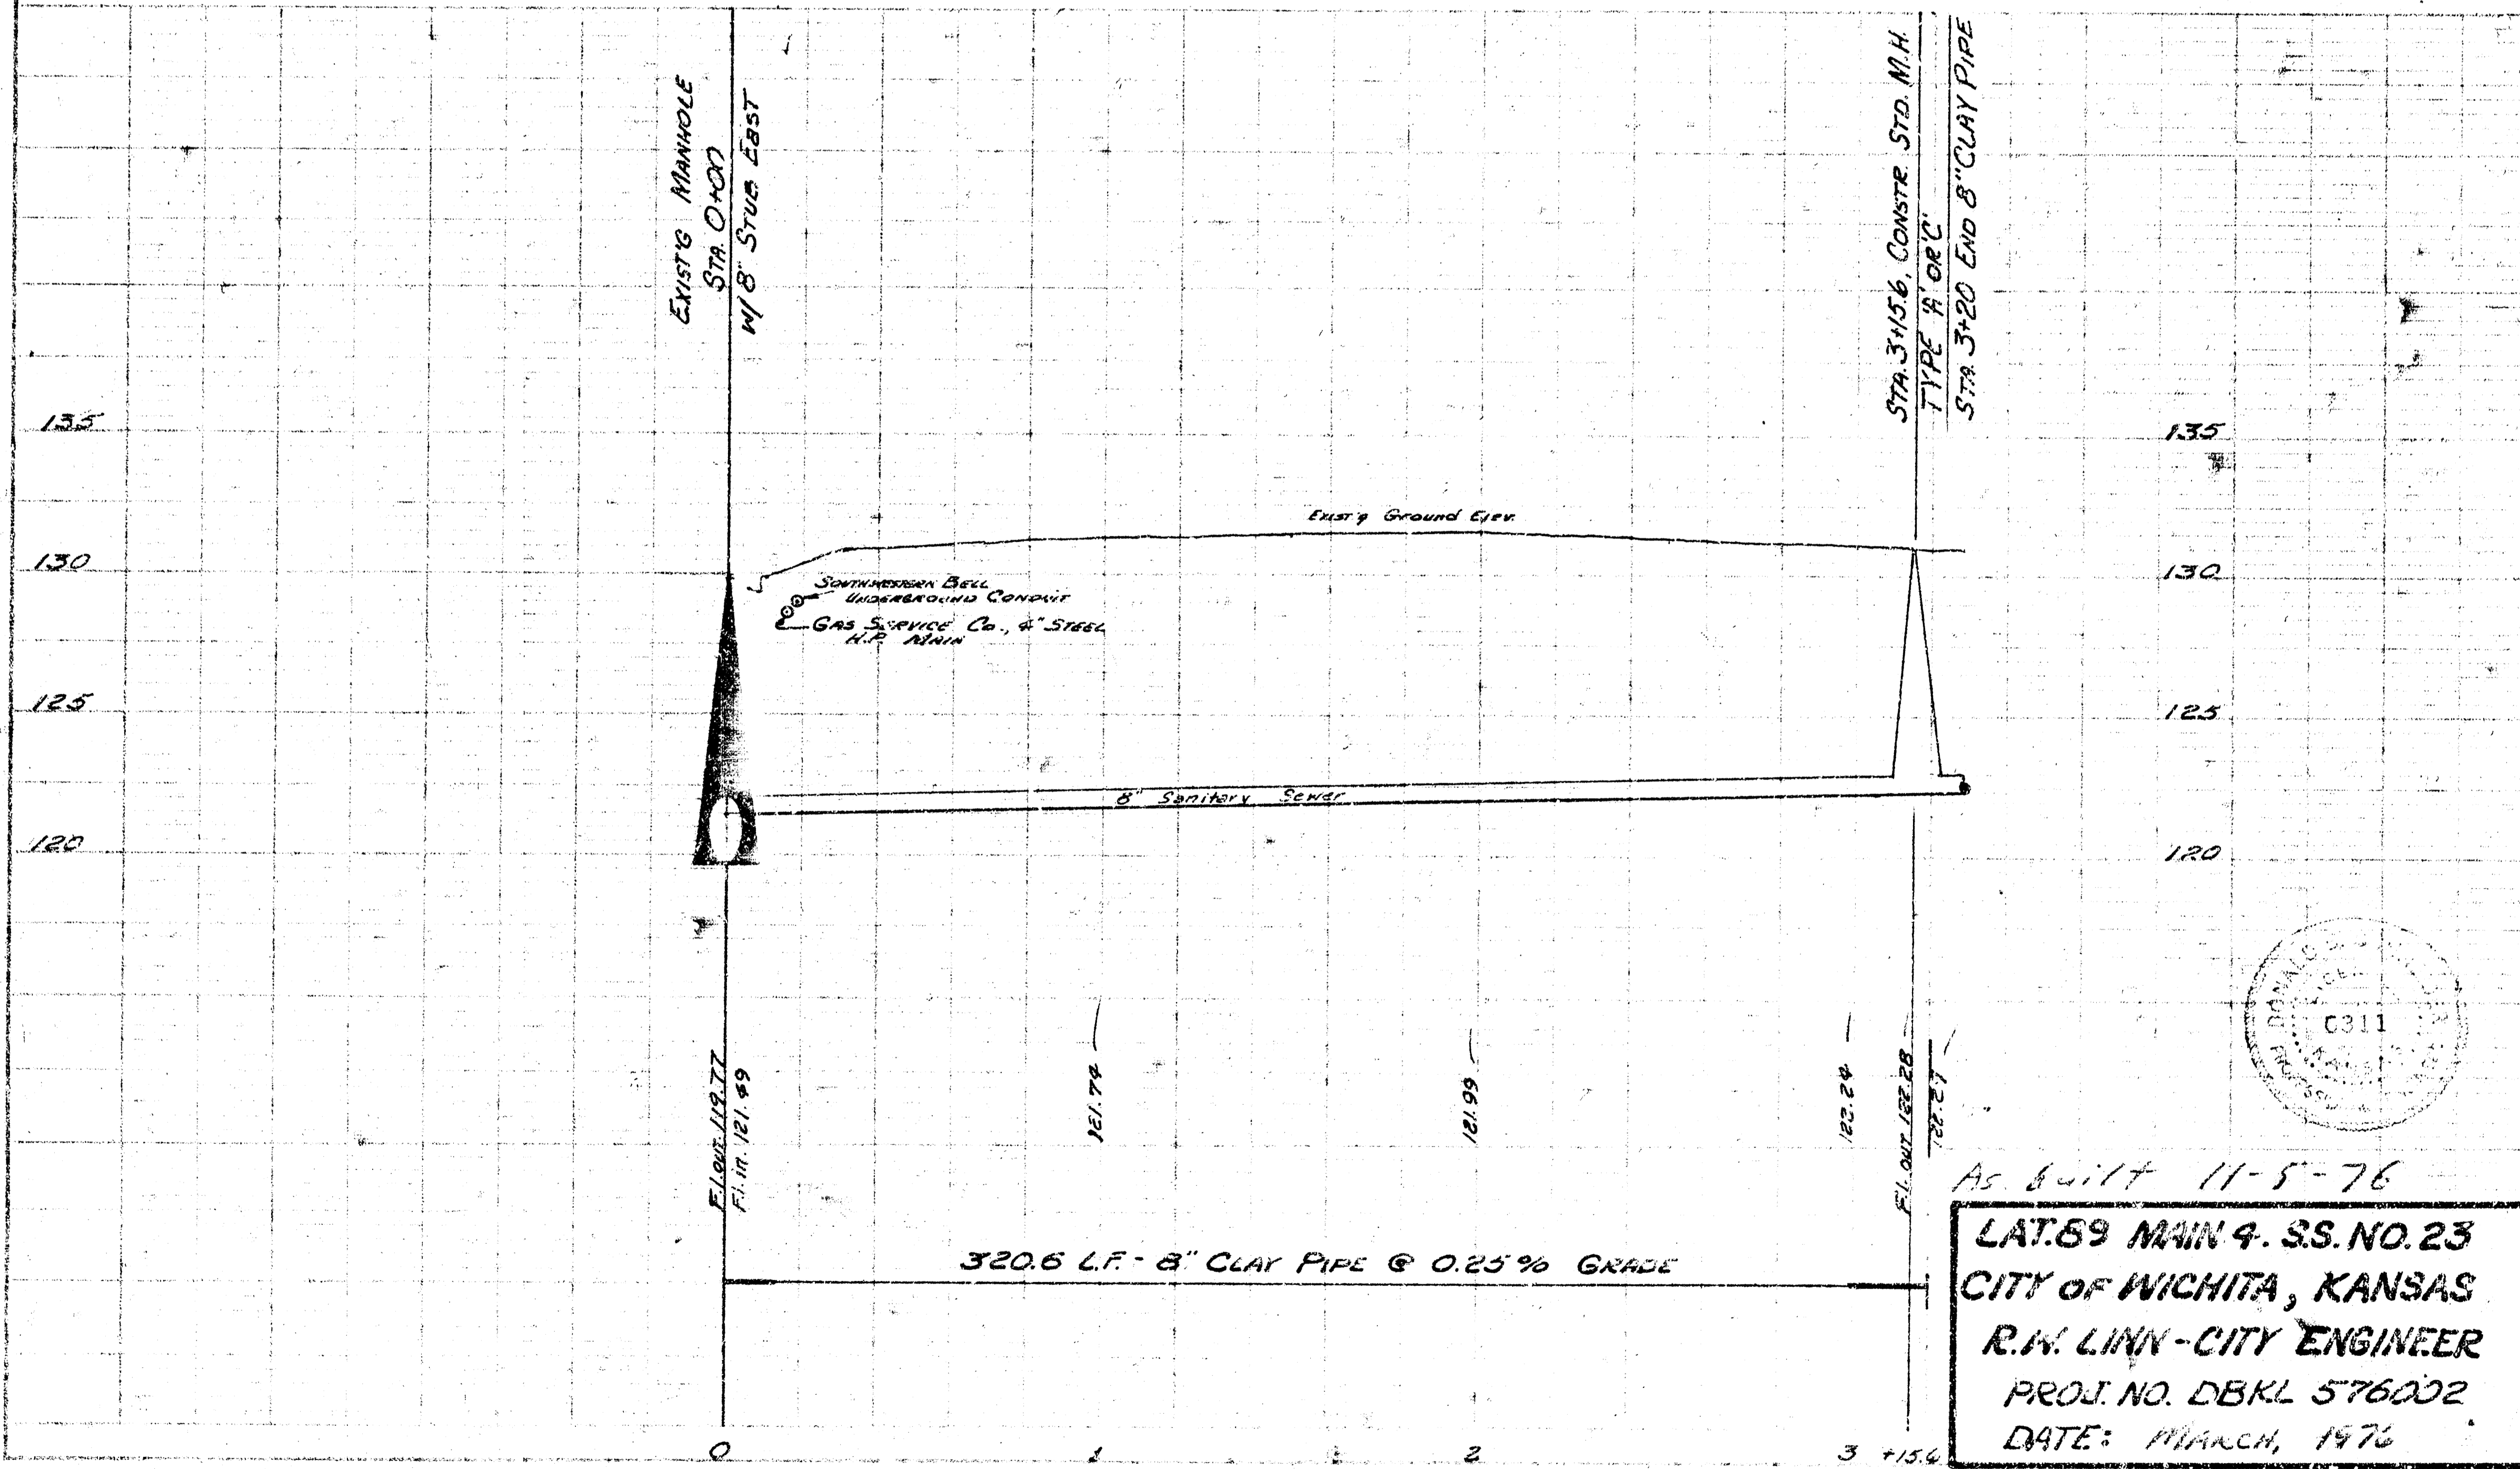 EXIST'G MANHOLE
STA. 0+00
W/ 8" STUB EAST
STA. 3+15.6, CONSTR. STD. M.H.
TYPE 'A' OR 'C'
STA. 3+20 END 8" CLAY PIPE
135
135
Exist'g Ground Elev.
130
130
SOUTHWESTERN BELL
UNDERGROUND CONDUIT
GAS SERVICE CO., 4" STEEL
H.P. MAIN
125
125
8" Sanitary Sewer
120
120
C311
Fl. out 119.77
Fl. in. 121.49
121.74
121.99
122.24
Fl. out 122.28
122.27
As built 11-5-76
320.6 L.F. - 8" CLAY PIPE @ 0.25% GRADE
LAT. 89 MAIN 4. S.S. NO. 23
CITY OF WICHITA, KANSAS
R.W. LINN - CITY ENGINEER
PROJ. NO. DBKL 576002
DATE: MARCH, 1976
0 1 2 3 +15.6